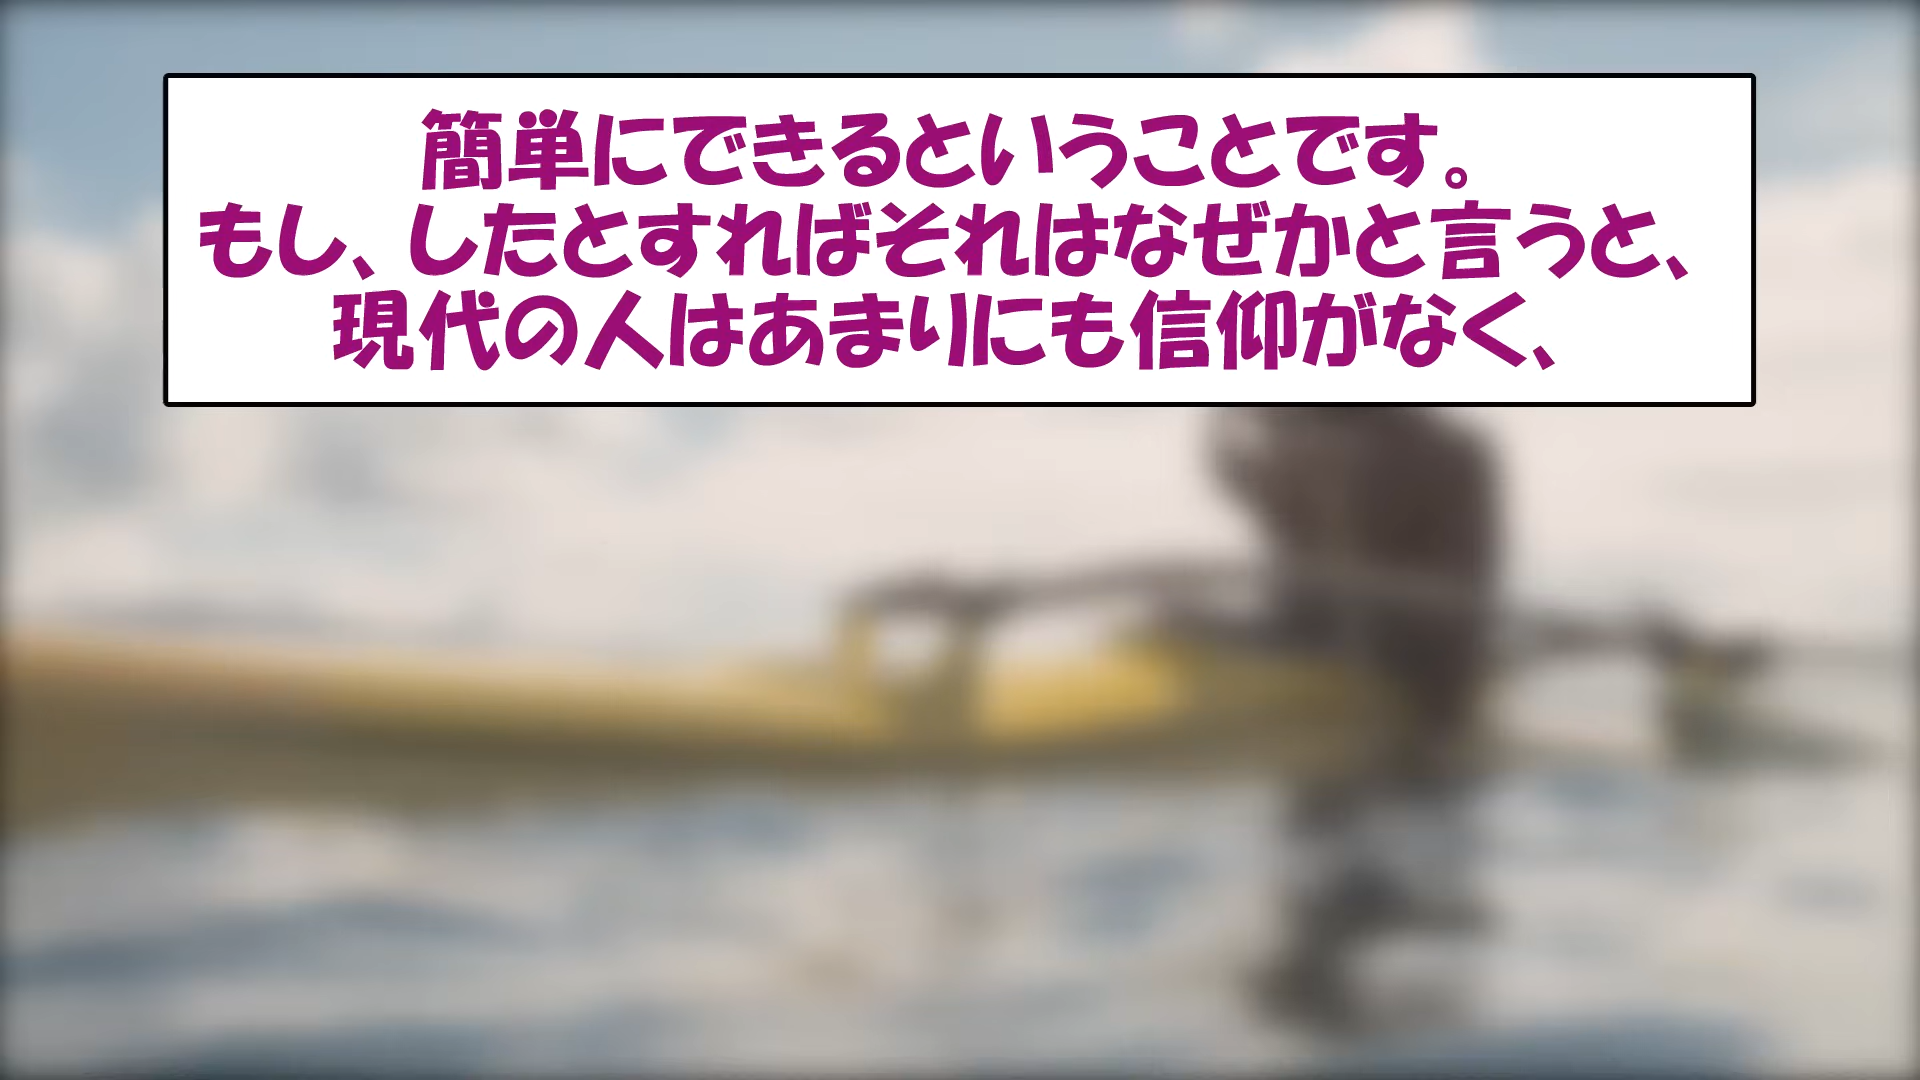 簡単にできるということです。
もし、したとすればそれはなぜかと言うと、
現代の人はあまりにも信仰がなく、